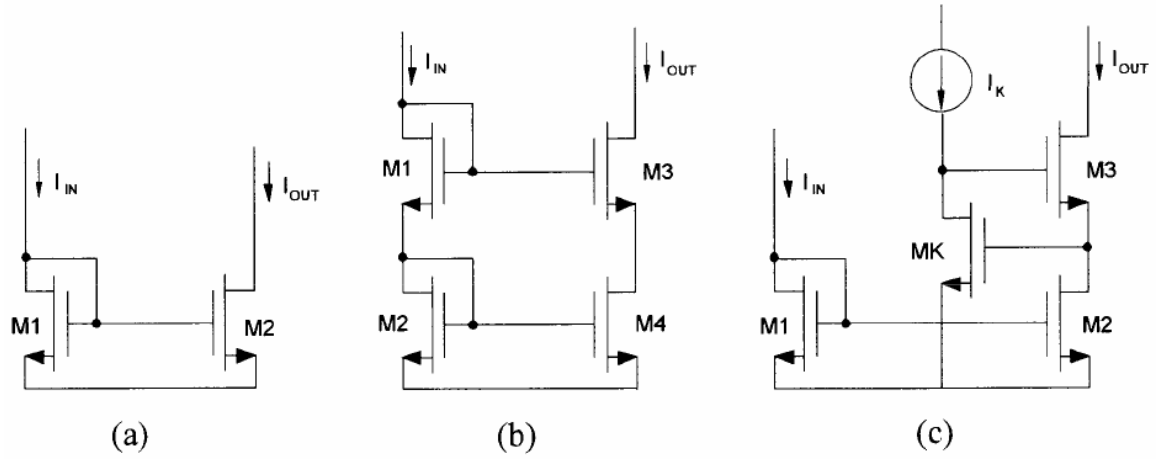 I_IN
I_OUT
M1
M2
(a)
I_IN
I_OUT
M1
M3
M2
M4
(b)
I_K
I_OUT
I_IN
M3
MK
M1
M2
(c)